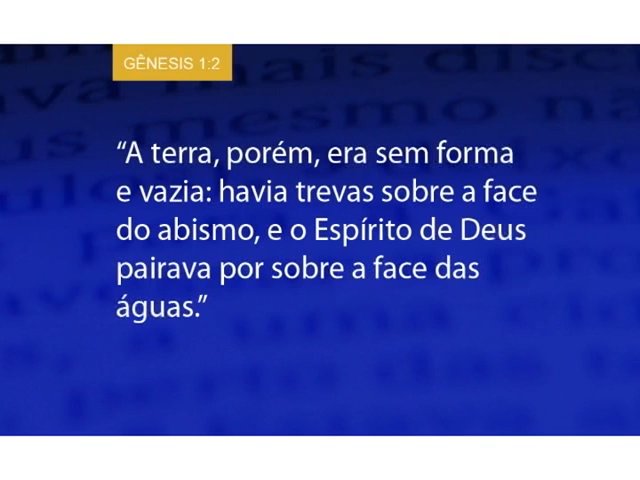 GÊNESIS 1:2
“A terra, porém, era sem forma
e vazia: havia trevas sobre a face
do abismo, e o Espírito de Deus
pairava por sobre a face das
águas.”